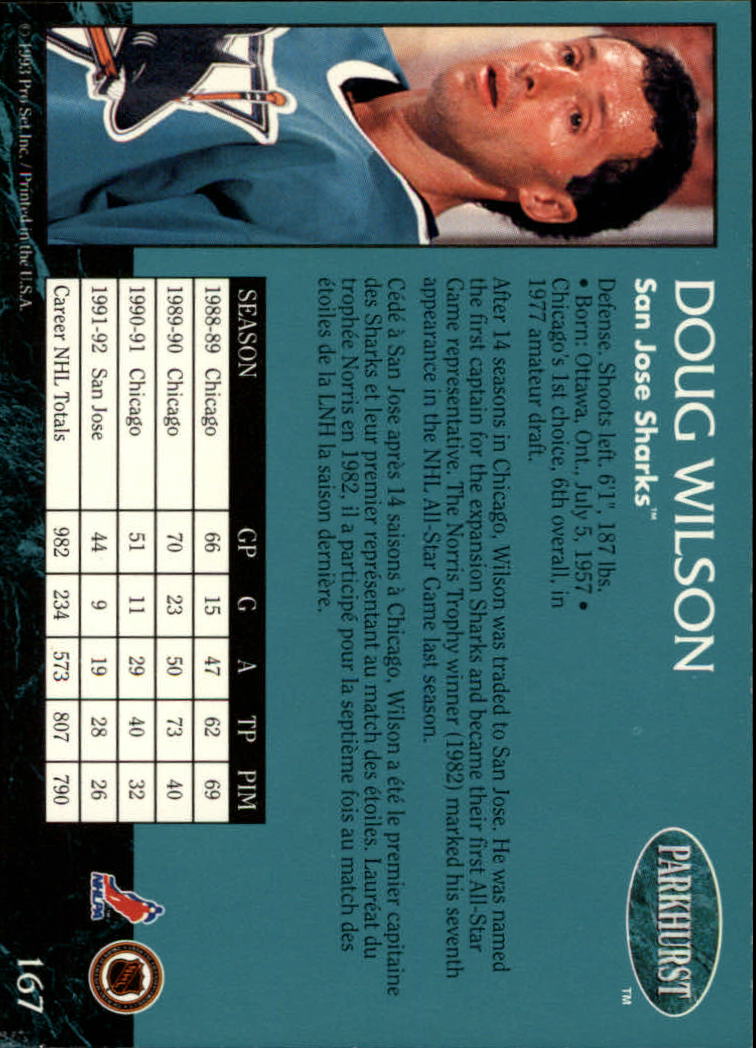 DOUG WILSON
San Jose Sharks™
PARKHURST
TM
Defense. Shoots left. 6'1", 187 lbs.
• Born: Ottawa, Ont., July 5, 1957 •
Chicago's 1st choice, 6th overall, in
1977 amateur draft.
After 14 seasons in Chicago, Wilson was traded to San Jose. He was named
the first captain for the expansion Sharks and became their first All-Star
Game representative. The Norris Trophy winner (1982) marked his seventh
appearance in the NHL All-Star Game last season.
Cédé à San Jose après 14 saisons à Chicago, Wilson a été le premier capitaine
des Sharks et leur premier représentant au match des étoiles. Lauréat du
trophée Norris en 1982, il a participé pour la septième fois au match des
étoiles de la LNH la saison dernière.
SEASON GP G A TP PIM
1988-89 Chicago 66 15 47 62 69
1989-90 Chicago 70 23 50 73 40
1990-91 Chicago 51 11 29 40 32
1991-92 San Jose 44 9 19 28 26
Career NHL Totals 982 234 573 807 790
NHLPA
NHL
© 1993 Pro Set Inc. / Printed in the U.S.A.
167